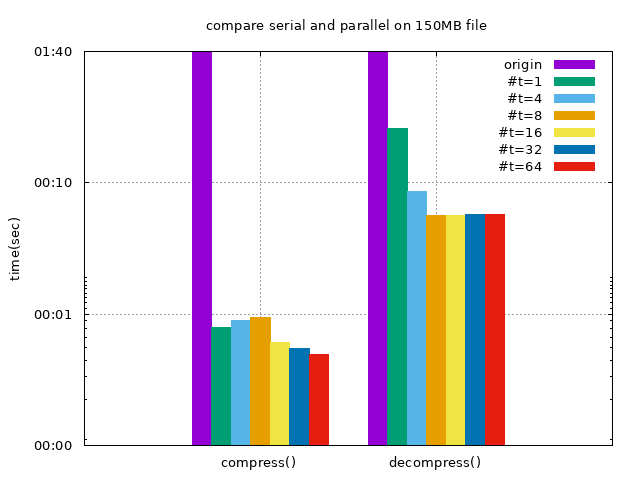 compare serial and parallel on 150MB file
01:40
00:10
00:01
00:00
time(sec)
origin
#t=1
#t=4
#t=8
#t=16
#t=32
#t=64
compress()
decompress()